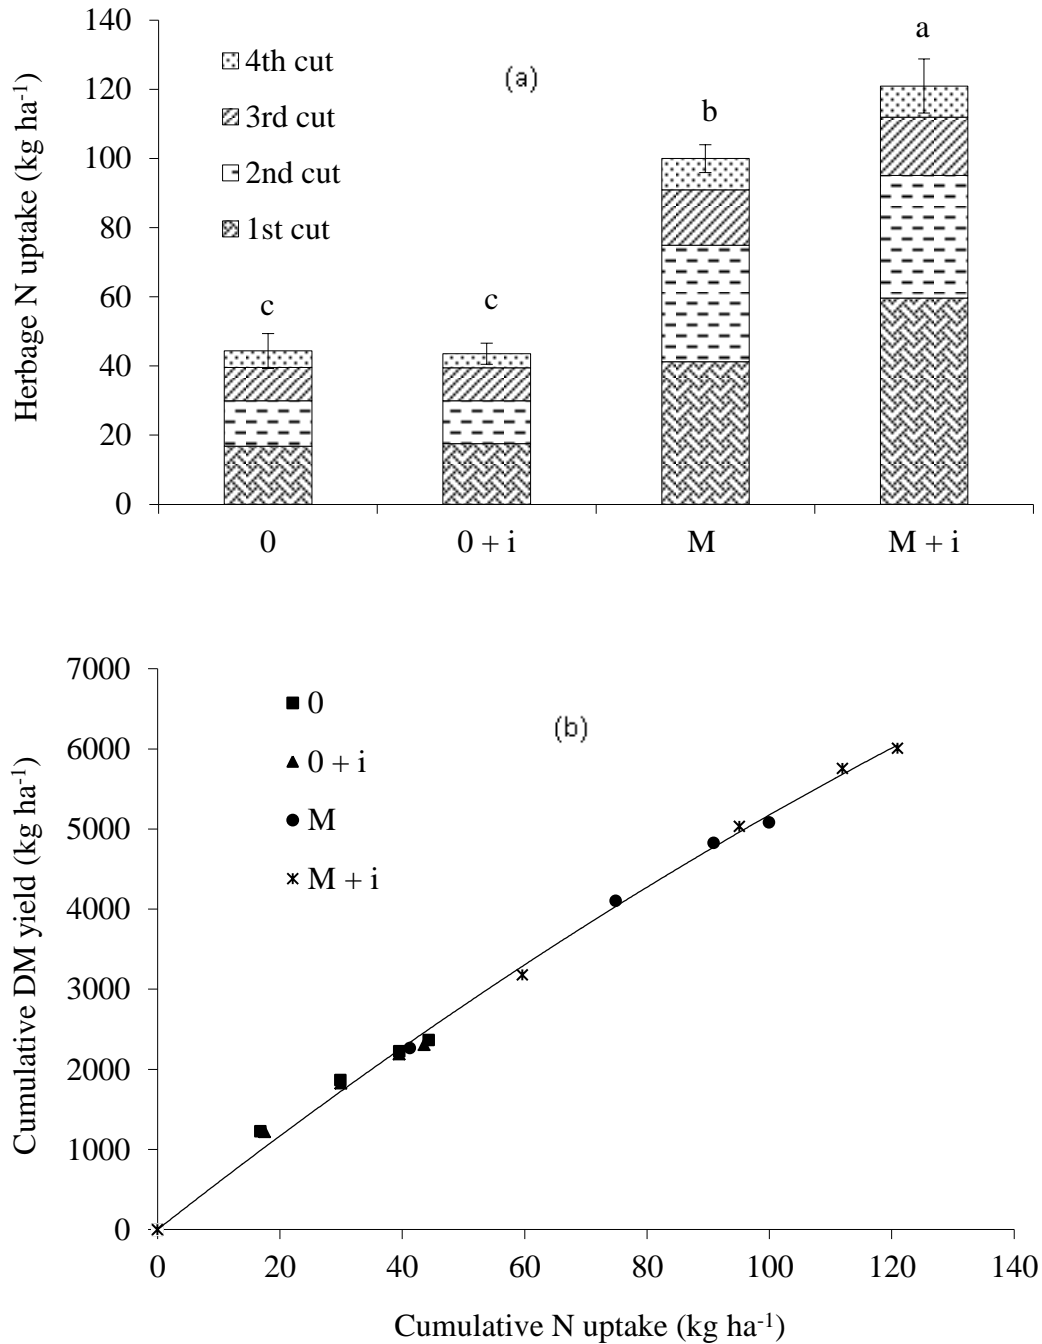 Herbage N uptake (kg ha⁻¹)
140
120
100
80
60
40
20
0
4th cut
3rd cut
2nd cut
1st cut
(a)
c
c
b
a
0
0 + i
M
M + i
Cumulative DM yield (kg ha⁻¹)
7000
6000
5000
4000
3000
2000
1000
0
0
0 + i
M
M + i
(b)
0
20
40
60
80
100
120
140
Cumulative N uptake (kg ha⁻¹)